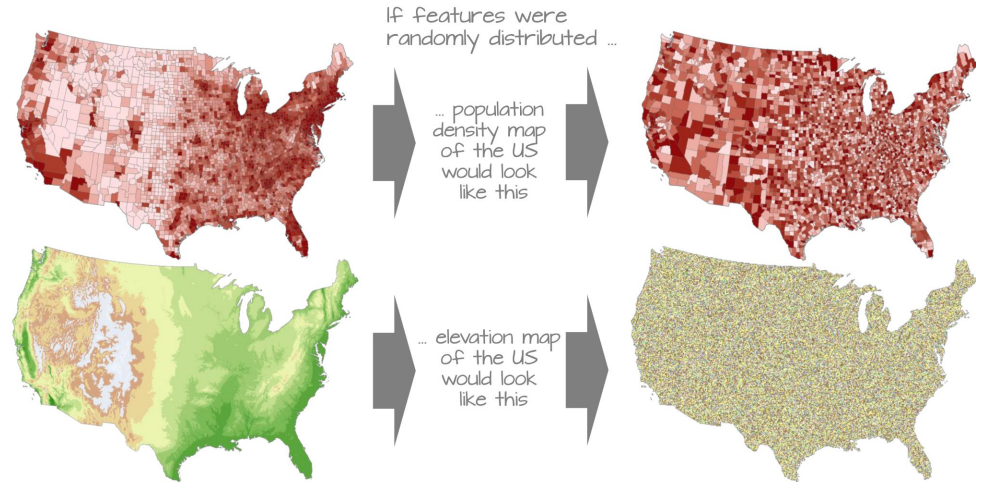 If features were
randomly distributed ...
... population
density map
of the US
would look
like this
... elevation map
of the US
would look
like this